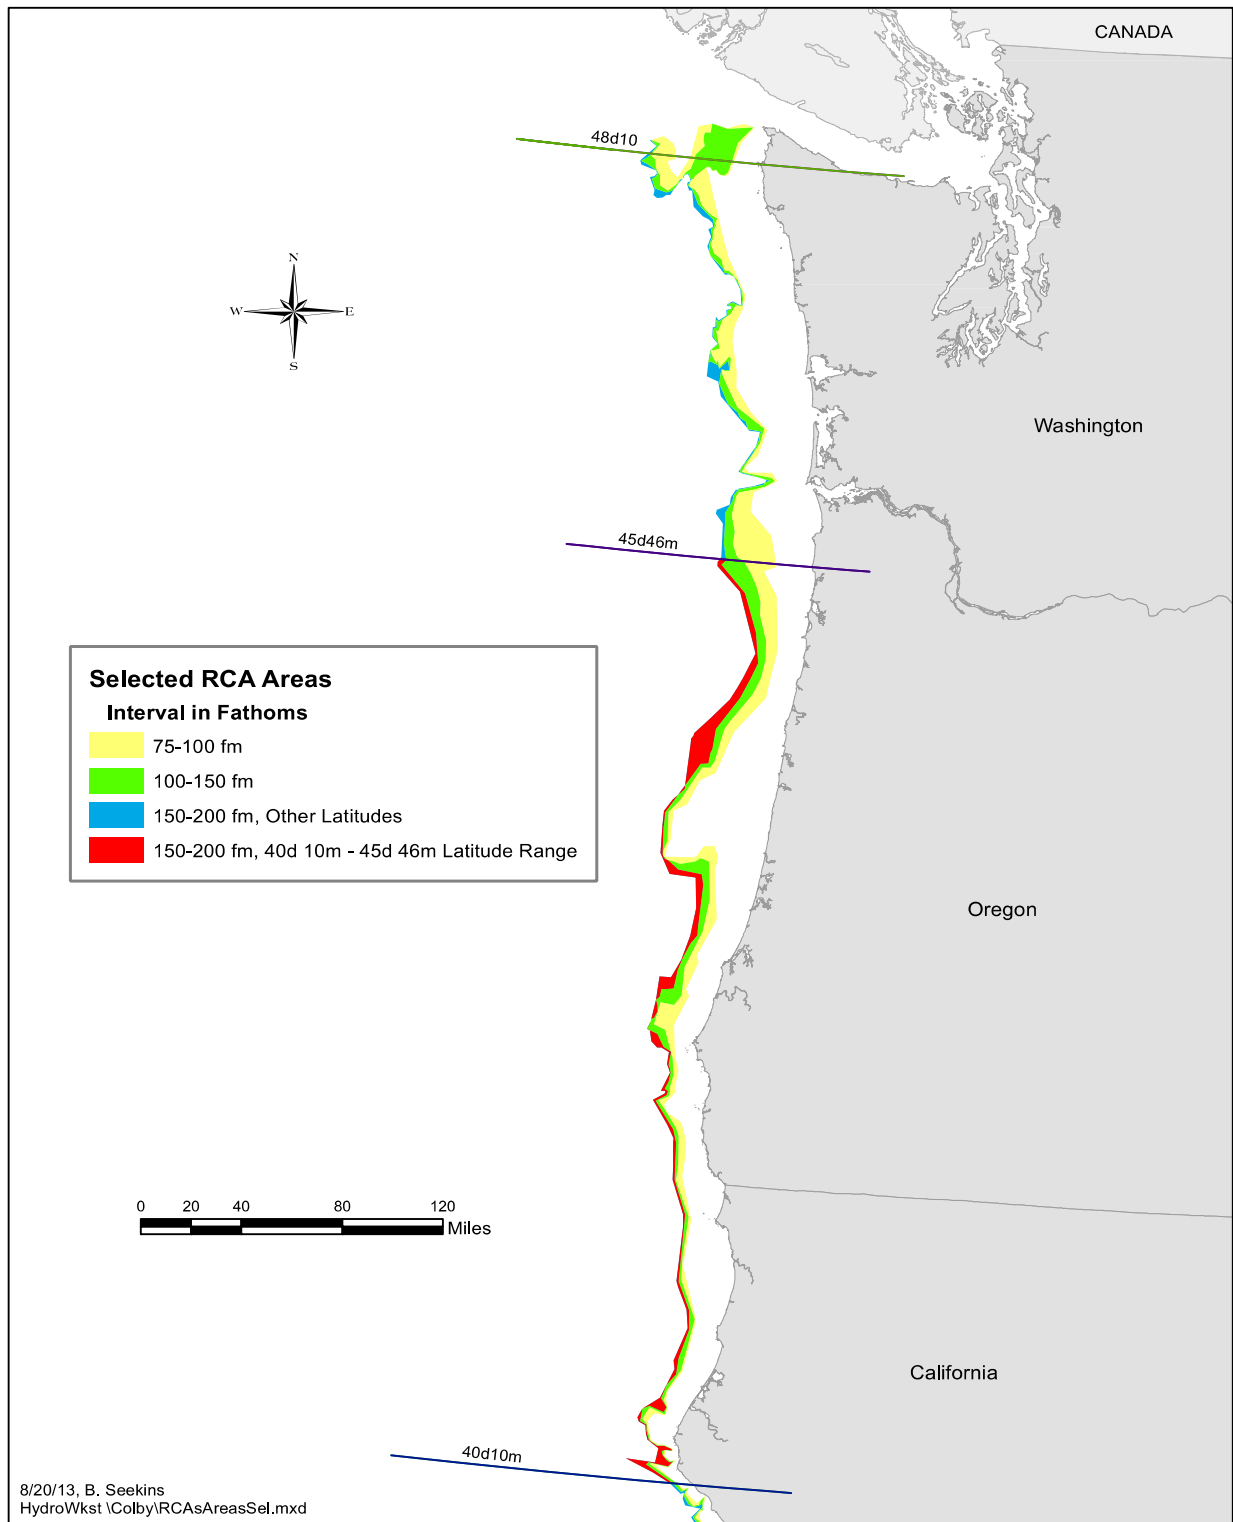 CANADA
48d10
N
W
E
S
Washington
45d46m
Selected RCA Areas
Interval in Fathoms
75-100 fm
100-150 fm
150-200 fm, Other Latitudes
150-200 fm, 40d 10m - 45d 46m Latitude Range
Oregon
0 20 40 80 120
Miles
California
40d10m
8/20/13, B. Seekins
HydroWkst \Colby\RCAsAreasSel.mxd